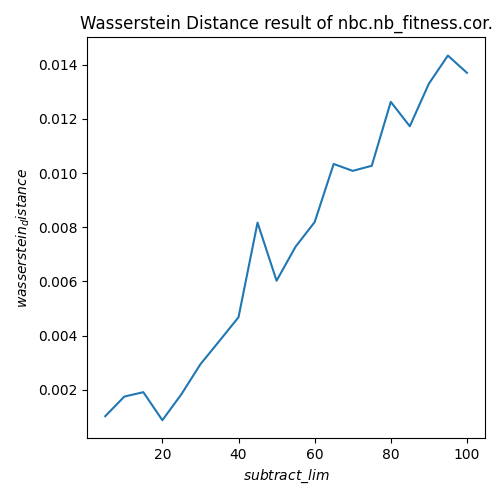 Wasserstein Distance result of nbc.nb_fitness.cor.
0.014
0.012
0.010
0.008
0.006
0.004
0.002
wasserstein_distance
20 40 60 80 100
subtract_lim